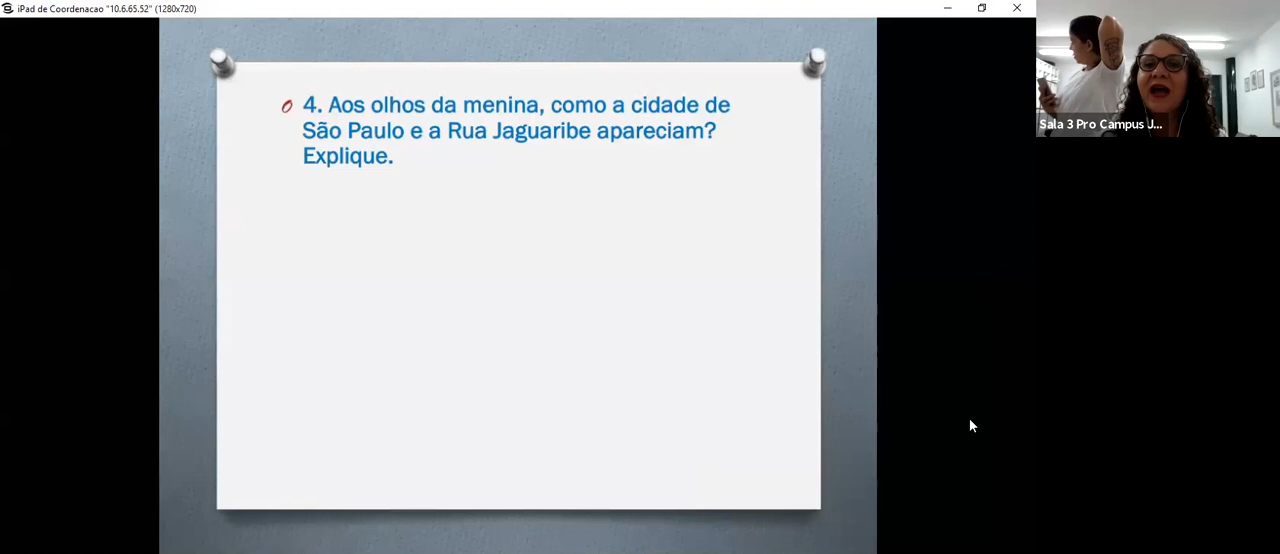 iPad de Coordenacao "10.6.65.52" (1280x720)
4. Aos olhos da menina, como a cidade de
São Paulo e a Rua Jaguaribe apareciam?
Explique.
Sala 3 Pro Campus J...